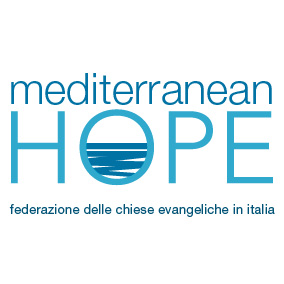 mediterranean
HOPE
federazione delle chiese evangeliche in italia